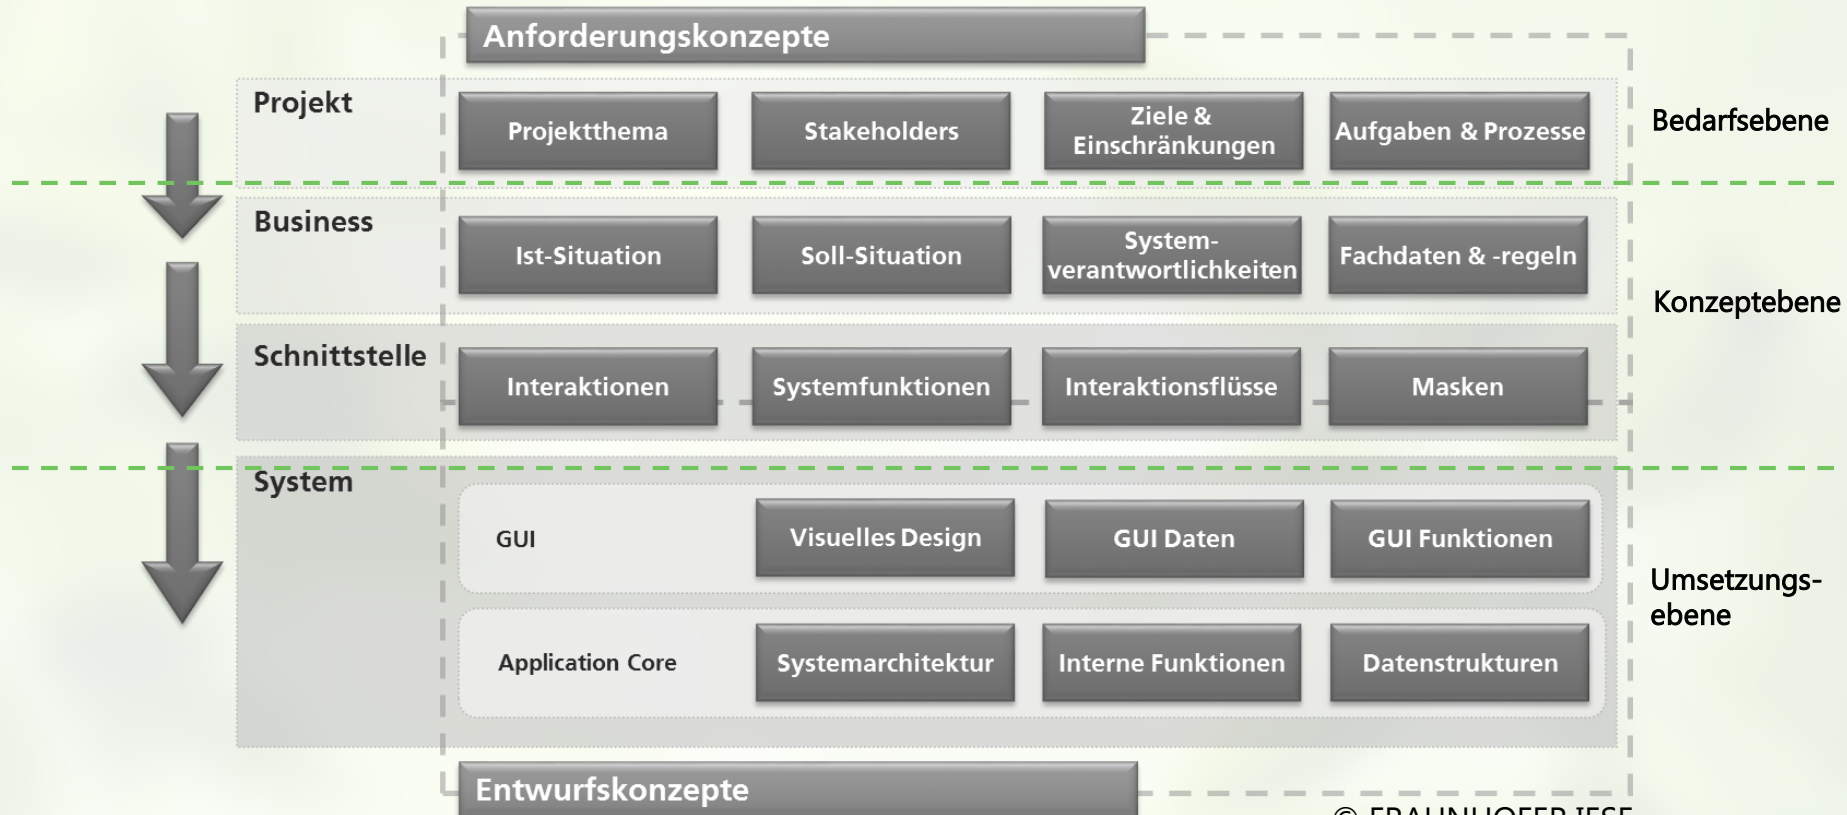 Anforderungskonzepte
Projekt
Projektthema
Stakeholders
Ziele &
Einschränkungen
Aufgaben & Prozesse
Bedarfsebene
Business
Ist-Situation
Soll-Situation
System-
verantwortlichkeiten
Fachdaten & -regeln
Konzeptebene
Schnittstelle
Interaktionen
Systemfunktionen
Interaktionsflüsse
Masken
System
GUI
Visuelles Design
GUI Daten
GUI Funktionen
Umsetzungs-
ebene
Application Core
Systemarchitektur
Interne Funktionen
Datenstrukturen
Entwurfskonzepte
© FRAUNHOFER IESE